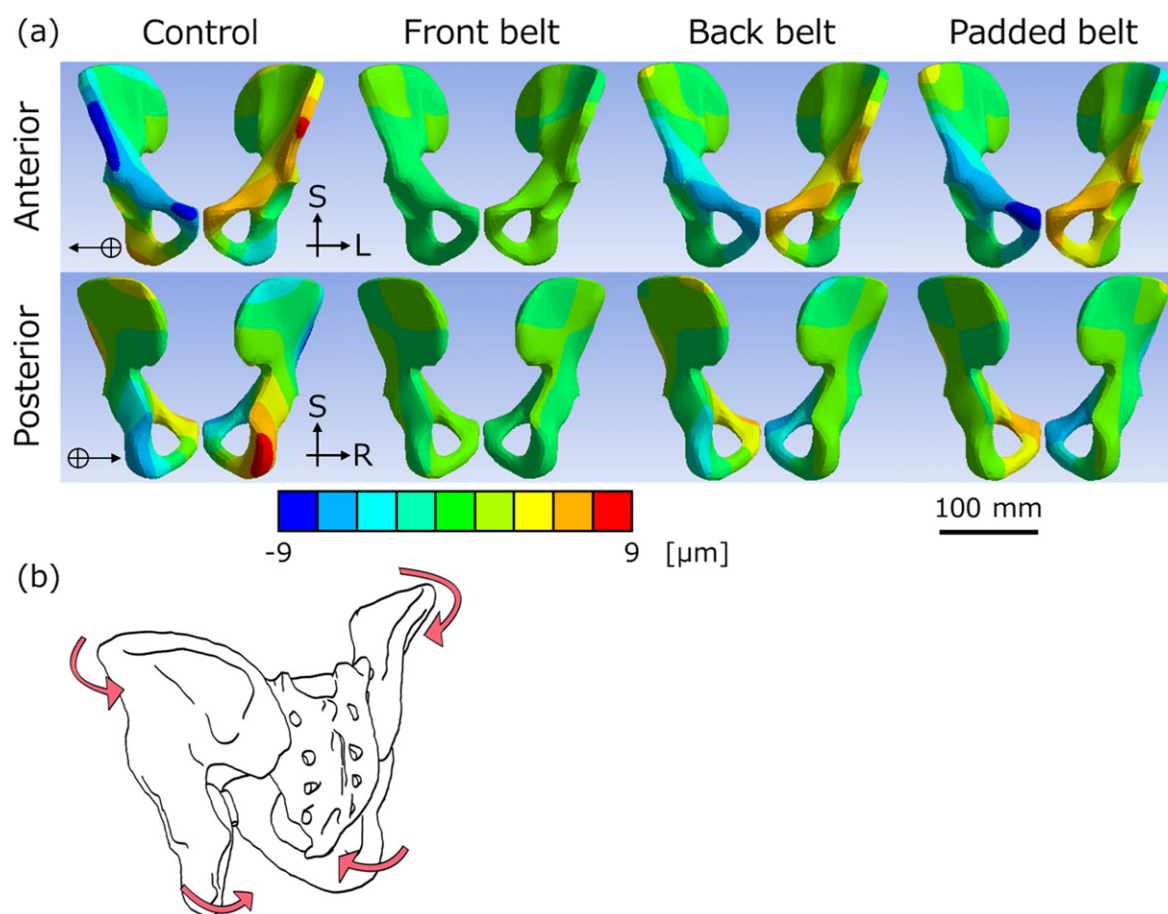 (a)
Control
Front belt
Back belt
Padded belt
Anterior
S
L
Posterior
S
R
-9
9
[µm]
100 mm
(b)